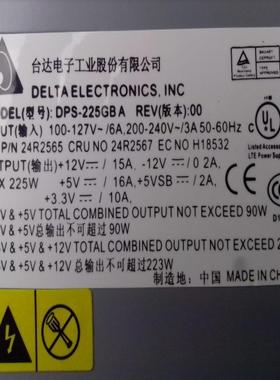 台达电子工业股份有限公司
DELTA ELECTRONICS, INC
DEL(型号): DPS-225GB A REV(版本):00
PUT(输入) 100-127V~/6A,200-240V~/3A 50-60Hz
P/N 24R2565 CRU NO 24R2567 EC NO H18532
TPUT(输出) +12V⎓/ 15A, -12V⎓/ 0 2A,
X 225W +5V⎓/ 16A, +5VSB⎓/ 2A,
+3.3V⎓/ 10A
V & +5V TOTAL COMBINED OUTPUT NOT EXCEED 90W
V & +5V总输出不可超过90W
V &+5V & +12V TOTAL COMBINED OUTPUT NOT EXCEED 2
V & +5V & +12V 总输出不可超过223W
制造地: 中国 MADE IN CH